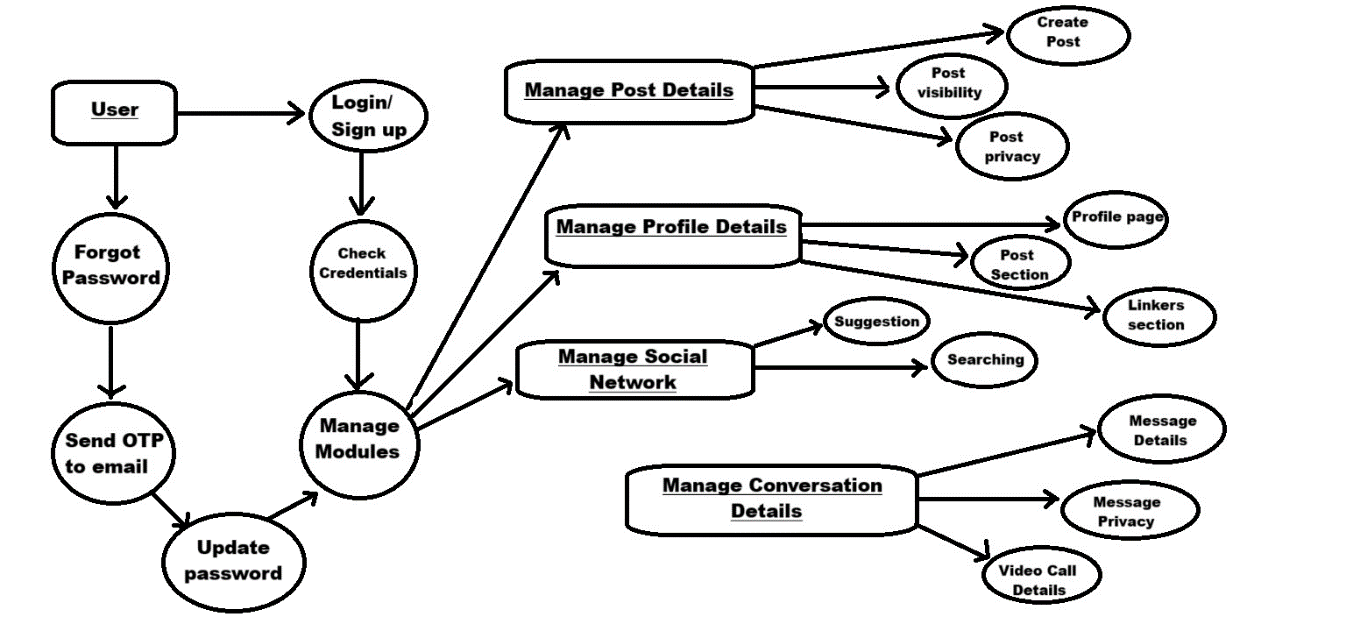 User
Login/
Sign up
Forgot
Password
Check
Credentials
Send OTP
to email
Update
password
Manage
Modules
Manage Post Details
Create
Post
Post
visibility
Post
privacy
Manage Profile Details
Profile page
Post
Section
Linkers
section
Manage Social
Network
Suggestion
Searching
Manage Conversation
Details
Message
Details
Message
Privacy
Video Call
Details